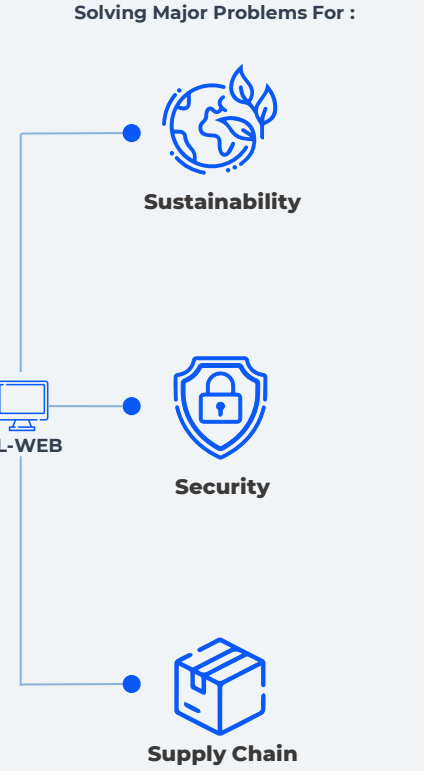 Solving Major Problems For :
Sustainability
L-WEB
Security
Supply Chain